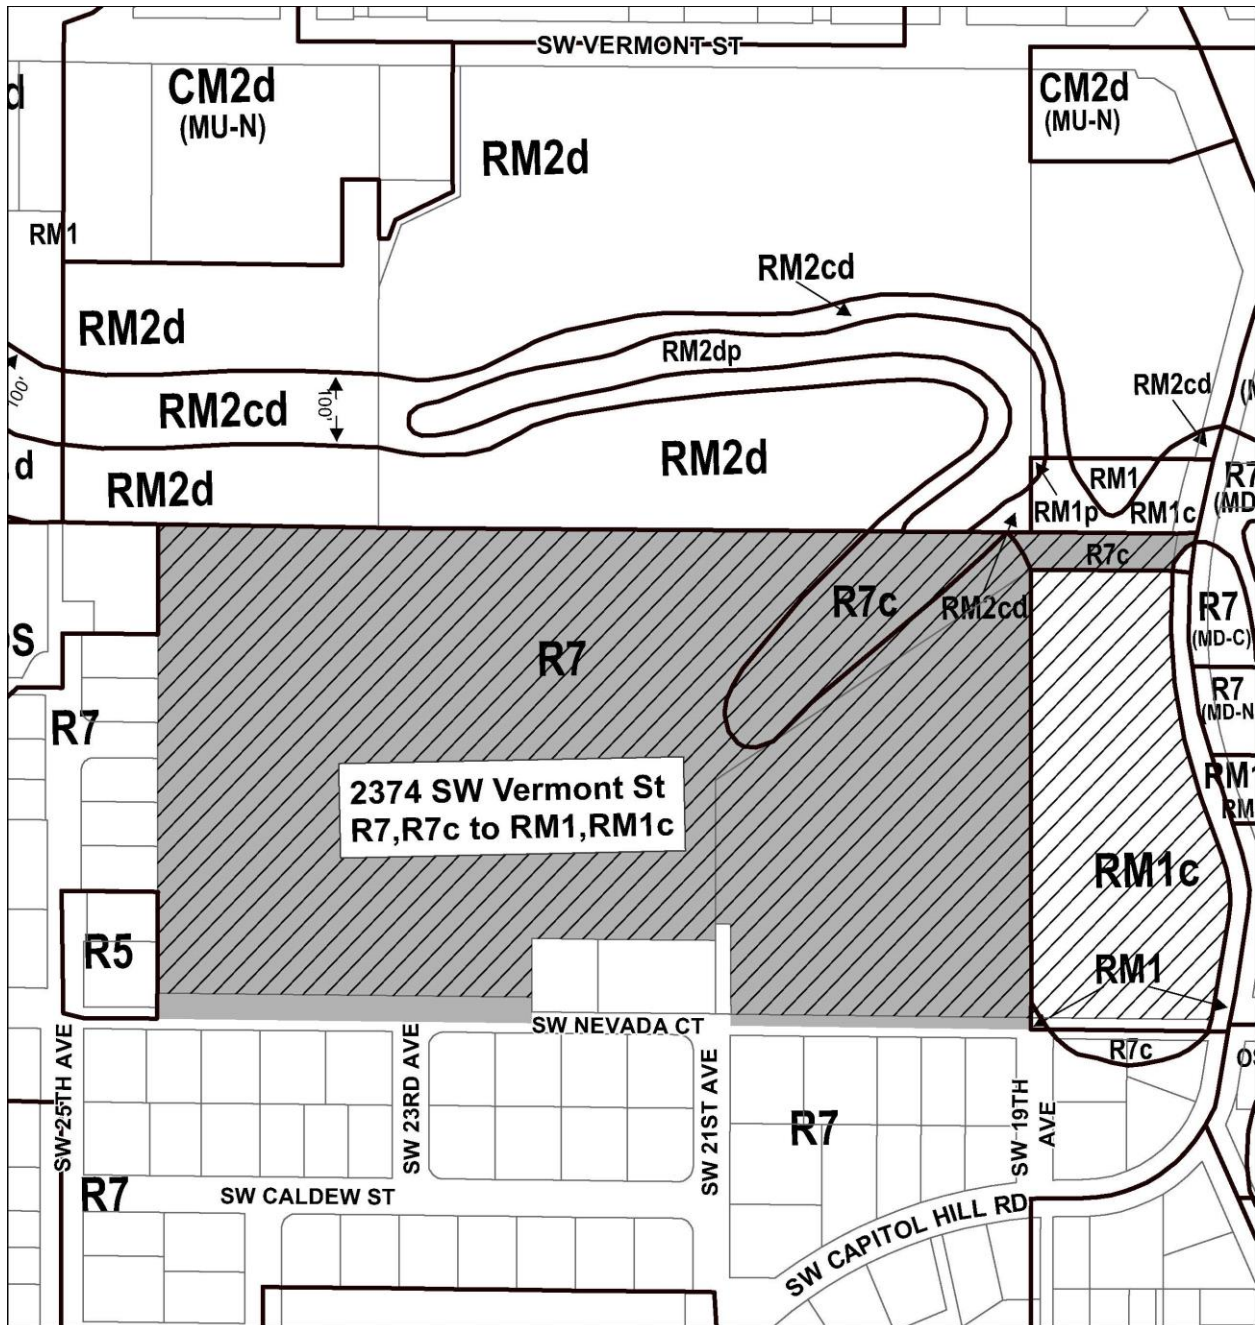 SW VERMONT ST
d
CM2d
(MU-N)
RM2d
CM2d
(MU-N)
RM1
RM2cd
RM2d
RM2dp
RM2cd
100'
RM2cd
100'
RM2d
d
RM2d
RM1
R7
RM1p
RM1c
R7c
R7c
RM2cd
R7
(MD-C)
R7
R7
(MD-N
R7
2374 SW Vermont St
R7,R7c to RM1,RM1c
RM1c
R5
RM1
SW NEVADA CT
R7c
SW 25TH AVE
SW 23RD AVE
SW 21ST AVE
SW 19TH
AVE
R7
R7
SW CALDEW ST
SW CAPITOL HILL RD